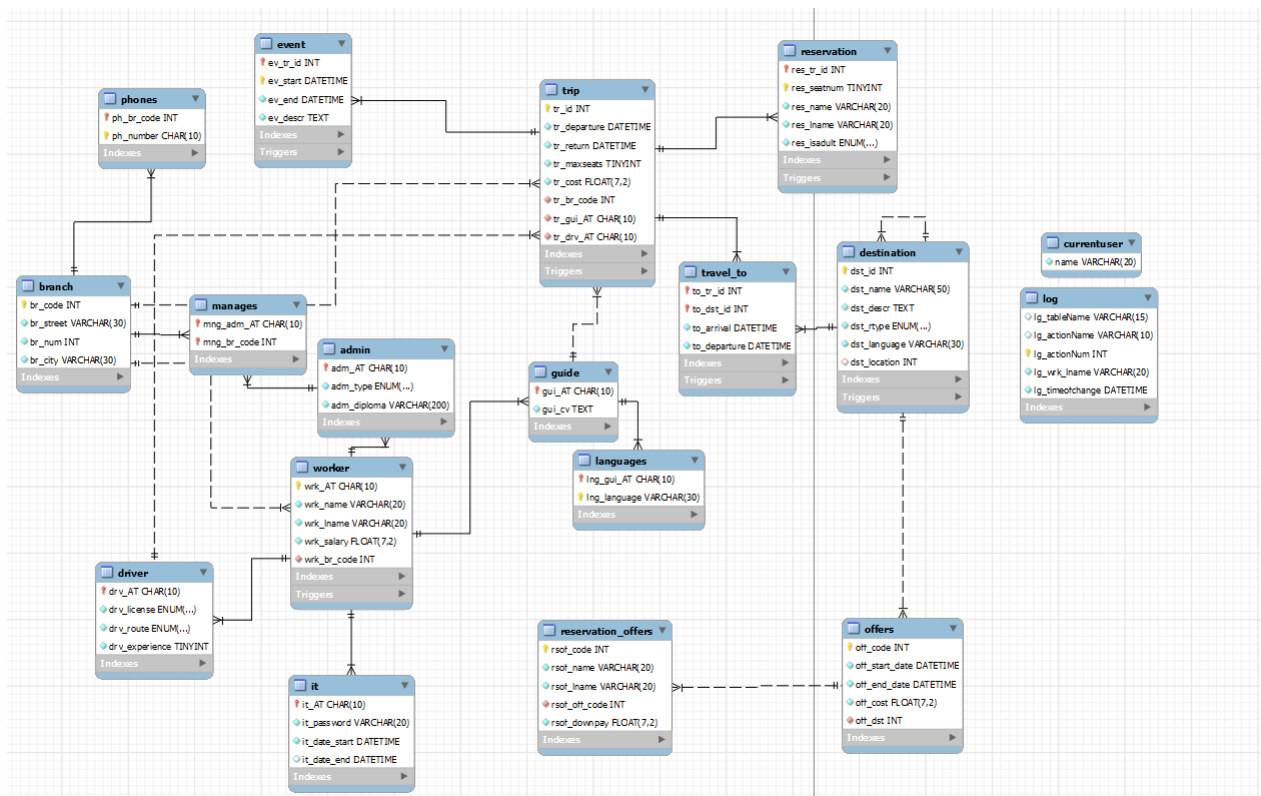 event
ev_tr_id INT
ev_start DATETIME
ev_end DATETIME
ev_descr TEXT
Indexes
Triggers
reservation
res_tr_id INT
res_seatnum TINYINT
res_name VARCHAR(20)
res_lname VARCHAR(20)
res_isadult ENUM(...)
Indexes
Triggers
phones
ph_br_code INT
ph_number CHAR(10)
Indexes
trip
tr_id INT
tr_departure DATETIME
tr_return DATETIME
tr_maxseats TINYINT
tr_cost FLOAT(7,2)
tr_br_code INT
tr_gui_AT CHAR(10)
tr_drv_AT CHAR(10)
Indexes
Triggers
branch
br_code INT
br_street VARCHAR(30)
br_num INT
br_city VARCHAR(30)
Indexes
manages
mng_adm_AT CHAR(10)
mng_br_code INT
Indexes
travel_to
to_tr_id INT
to_dst_id INT
to_arrival DATETIME
to_departure DATETIME
Indexes
Triggers
destination
dst_id INT
dst_name VARCHAR(50)
dst_descr TEXT
dst_rtype ENUM(...)
dst_language VARCHAR(30)
dst_location INT
Indexes
Triggers
currentuser
name VARCHAR(20)
log
lg_tableName VARCHAR(15)
lg_actionName VARCHAR(10)
lg_actionNum INT
lg_wrk_lname VARCHAR(20)
lg_timeofchange DATETIME
Indexes
admin
adm_AT CHAR(10)
adm_type ENUM(...)
adm_diploma VARCHAR(200)
Indexes
guide
gui_AT CHAR(10)
gui_cv TEXT
Indexes
languages
lng_gui_AT CHAR(10)
lng_language VARCHAR(30)
Indexes
worker
wrk_AT CHAR(10)
wrk_name VARCHAR(20)
wrk_lname VARCHAR(20)
wrk_salary FLOAT(7,2)
wrk_br_code INT
Indexes
Triggers
driver
drv_AT CHAR(10)
drv_license ENUM(...)
drv_route ENUM(...)
drv_experience TINYINT
Indexes
it
it_AT CHAR(10)
it_password VARCHAR(20)
it_date_start DATETIME
it_date_end DATETIME
Indexes
reservation_offers
rsof_code INT
rsof_name VARCHAR(20)
rsof_lname VARCHAR(20)
rsof_off_code INT
rsof_downpay FLOAT(7,2)
Indexes
offers
off_code INT
off_start_date DATETIME
off_end_date DATETIME
off_cost FLOAT(7,2)
off_dst INT
Indexes